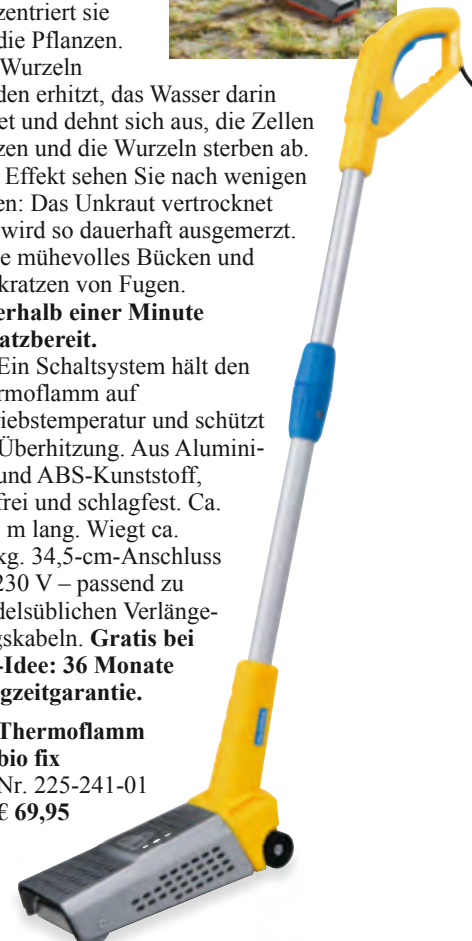 zentriert sie
die Pflanzen.
Wurzeln
den erhitzt, das Wasser darin
et und dehnt sich aus, die Zellen
zen und die Wurzeln sterben ab.
Effekt sehen Sie nach wenigen
en: Das Unkraut vertrocknet
wird so dauerhaft ausgemerzt.
e mühevolles Bücken und
kratzen von Fugen.
erhalb einer Minute
atzbereit.
Ein Schaltsystem hält den
rmoflamm auf
iebstemperatur und schützt
Überhitzung. Aus Alumini-
und ABS-Kunststoff,
frei und schlagfest. Ca.
m lang. Wiegt ca.
kg. 34,5-cm-Anschluss
230 V – passend zu
delsüblichen Verlänge-
gskabeln. Gratis bei
-Idee: 36 Monate
gzeitgarantie.
Thermoflamm
bio fix
Nr. 225-241-01
€ 69,95